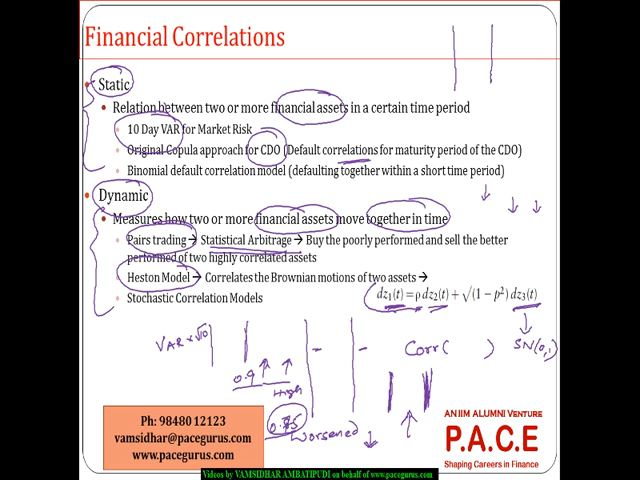 Financial Correlations
Static
Relation between two or more financial assets in a certain time period
10 Day VAR for Market Risk
Original Copula approach for CDO (Default correlations for maturity period of the CDO)
Binomial default correlation model (defaulting together within a short time period)
Dynamic
Measures how two or more financial assets move together in time
Pairs trading → Statistical Arbitrage → Buy the poorly performed and sell the better
performed of two highly correlated assets
Heston Model → Correlates the Brownian motions of two assets →
Stochastic Correlation Models
dz₁(t) = ρ dz₂(t) + √(1 − p²) dz₃(t)
VAR × √10
Corr( )
SN(0,1)
0.9
High
Worsened
Ph: 98480 12123
vamsidhar@pacegurus.com
www.pacegurus.com
AN IIM ALUMNI VENTURE
P.A.C.E
Shaping Careers in Finance
Videos by VAMSIDHAR AMBATIPUDI on behalf of www.pacegurus.com